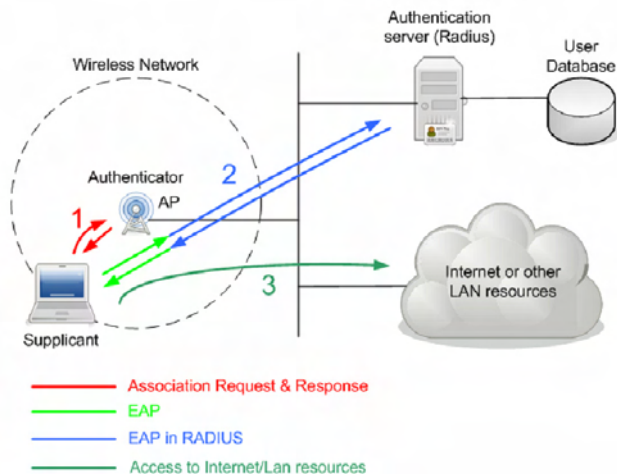 Authentication
server (Radius)
User
Database
Wireless Network
Authenticator
AP
1
2
3
Internet or other
LAN resources
Supplicant
Association Request & Response
EAP
EAP in RADIUS
Access to Internet/Lan resources